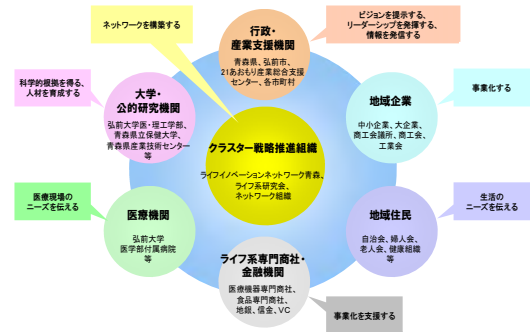 ネットワークを構築する
行政・
産業支援機関
青森県、弘前市、
21あおもり産業総合支援
センター、各市町村
ビジョンを提示する、
リーダーシップを発揮する、
情報を発信する
科学的根拠を得る、
人材を育成する
大学・
公的研究機関
弘前大学医・理工学部、
青森県立保健大学、
青森県産業技術センター
等
地域企業
中小企業、大企業、
商工会議所、商工会、
工業会
事業化する
クラスター戦略推進組織
ライフイノベーションネットワーク青森、
ライフ系研究会、
ネットワーク組織
医療現場の
ニーズを伝える
医療機関
弘前大学
医学部付属病院
等
地域住民
自治会、婦人会、
老人会、健康組織
等
生活の
ニーズを伝える
ライフ系専門商社・
金融機関
医療機器専門商社、
食品専門商社、
地銀、信金、VC
事業化を支援する